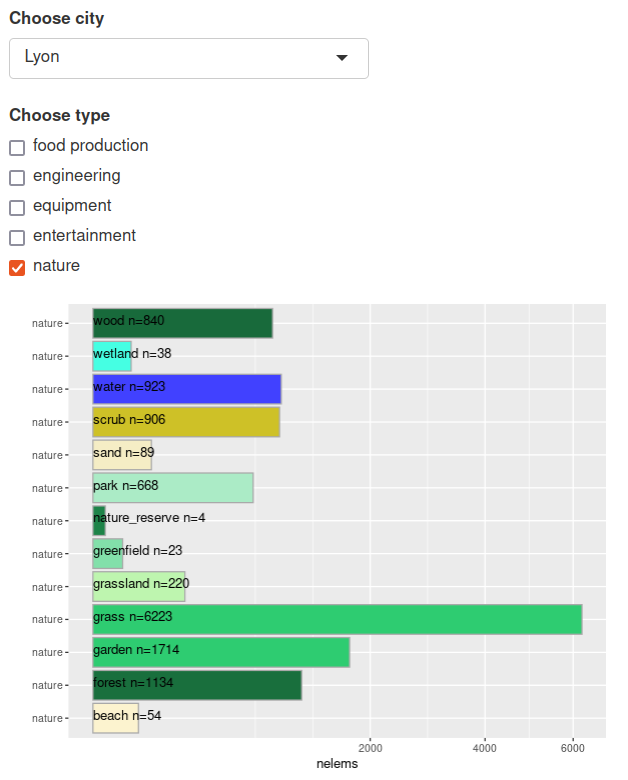 Choose city
Lyon
Choose type
food production
engineering
equipment
entertainment
nature
nature wood n=840
nature wetland n=38
nature water n=923
nature scrub n=906
nature sand n=89
nature park n=668
nature nature_reserve n=4
nature greenfield n=23
nature grassland n=220
nature grass n=6223
nature garden n=1714
nature forest n=1134
nature beach n=54
2000 4000 6000
nelems